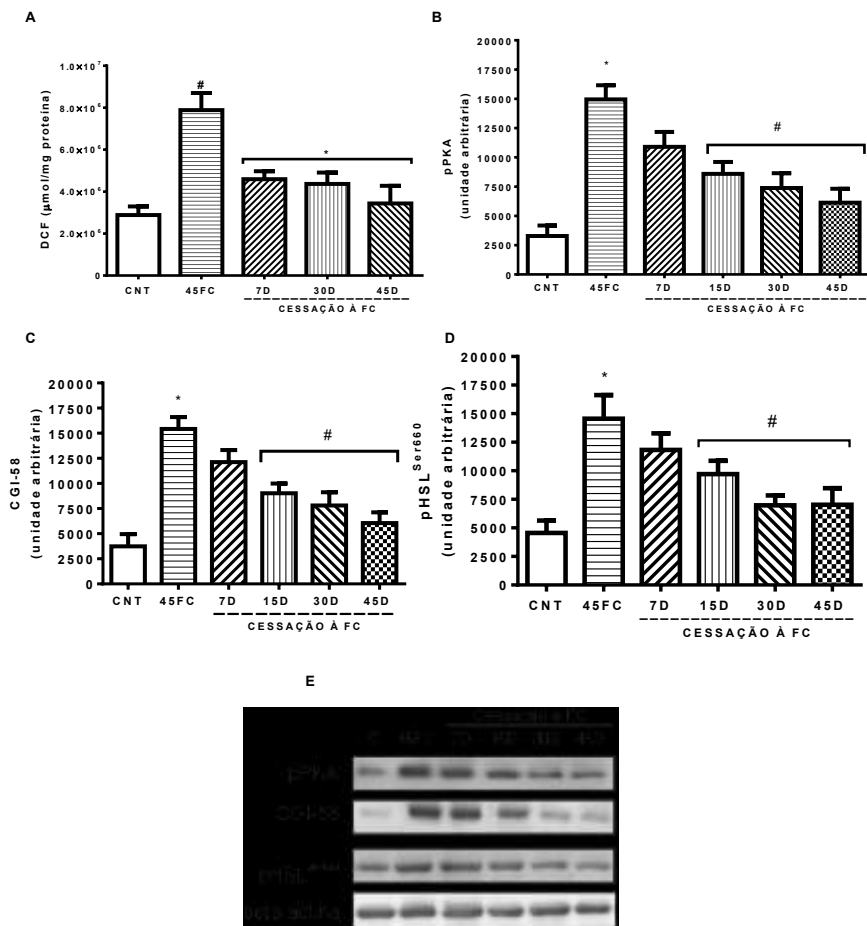 A
DCF (µmol/mg proteína)
1.0×10⁷
8.0×10⁶
6.0×10⁶
4.0×10⁶
2.0×10⁶
0
#
*
CNT 45FC 7D 30D 45D
CESSAÇÃO À FC
B
pPKA
(unidade arbitrária)
20000
17500
15000
12500
10000
7500
5000
2500
0
*
#
CNT 45FC 7D 15D 30D 45D
CESSAÇÃO À FC
C
CGI-58
(unidade arbitrária)
20000
17500
15000
12500
10000
7500
5000
2500
0
*
#
CNT 45FC 7D 15D 30D 45D
CESSAÇÃO À FC
D
pHSL Ser660
(unidade arbitrária)
20000
17500
15000
12500
10000
7500
5000
2500
0
*
#
CNT 45FC 7D 15D 30D 45D
CESSAÇÃO À FC
E
CGI-58